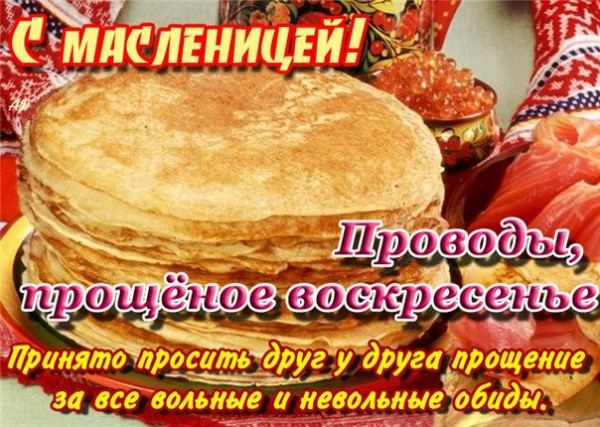 С МАСЛЕНИЦЕЙ!
Проводы,
прощёное воскресенье
Принято просить друг у друга прощение
за все вольные и невольные обиды.